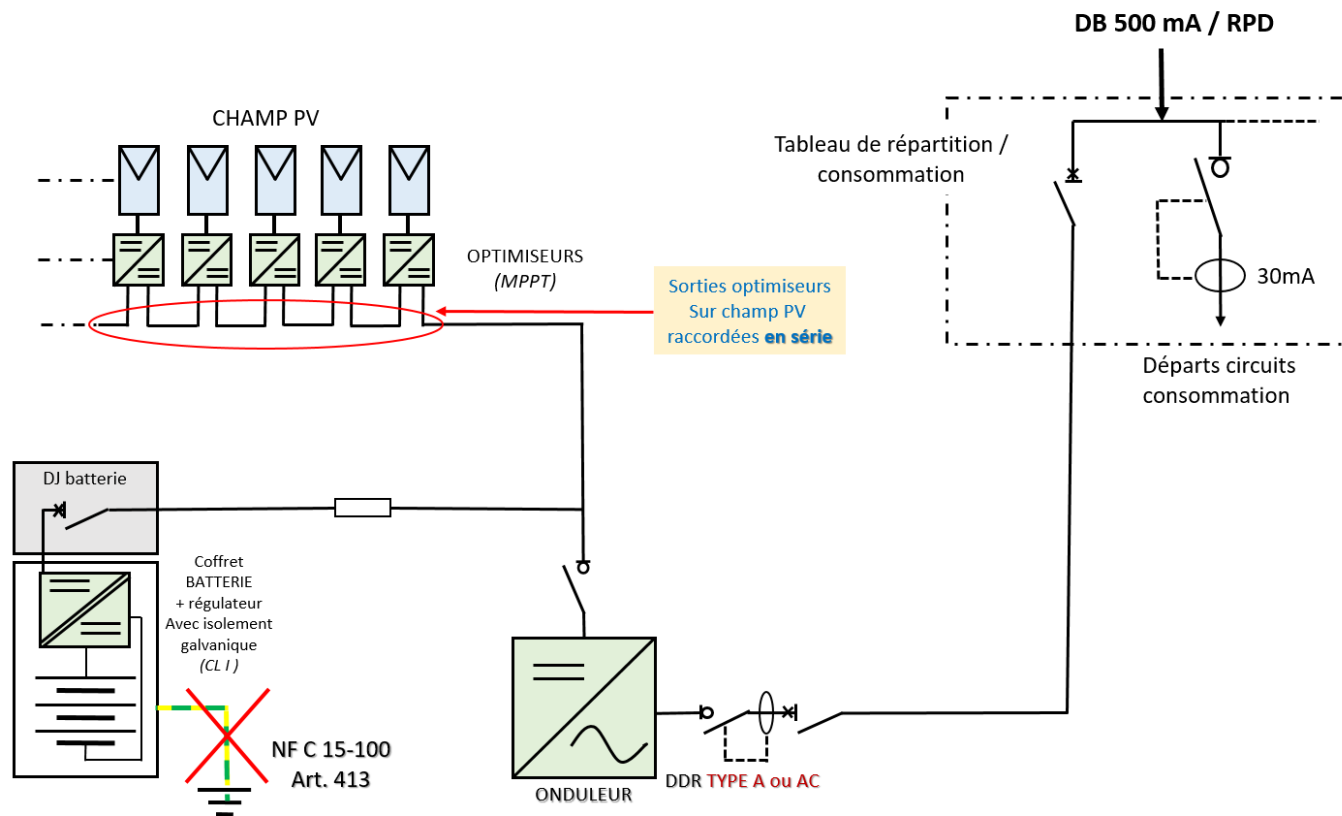 DB 500 mA / RPD
CHAMP PV
Tableau de répartition /
consommation
OPTIMISEURS
(MPPT)
30mA
Sorties optimiseurs
Sur champ PV
raccordées en série
Départs circuits
consommation
DJ batterie
Coffret
BATTERIE
+ régulateur
Avec isolement
galvanique
(CL I )
NF C 15-100
Art. 413
ONDULEUR
DDR TYPE A ou AC